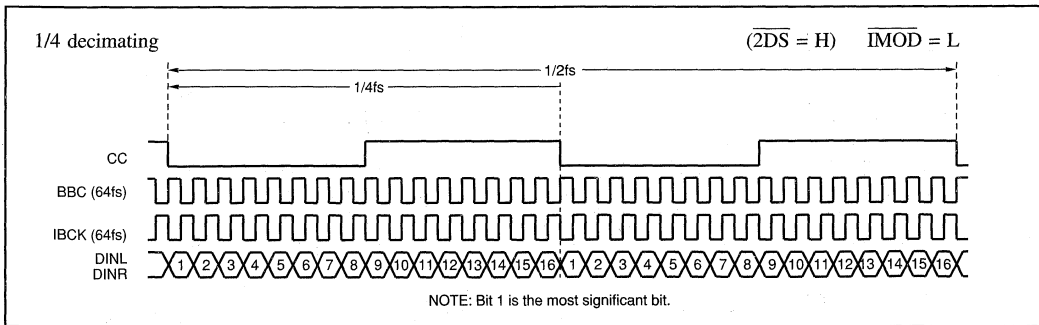 1/4 decimating (2DS = H) IMOD = L
1/2fs
1/4fs
CC
BBC (64fs)
IBCK (64fs)
DINL
DINR
1 2 3 4 5 6 7 8 9 10 11 12 13 14 15 16 1 2 3 4 5 6 7 8 9 10 11 12 13 14 15 16
NOTE: Bit 1 is the most significant bit.